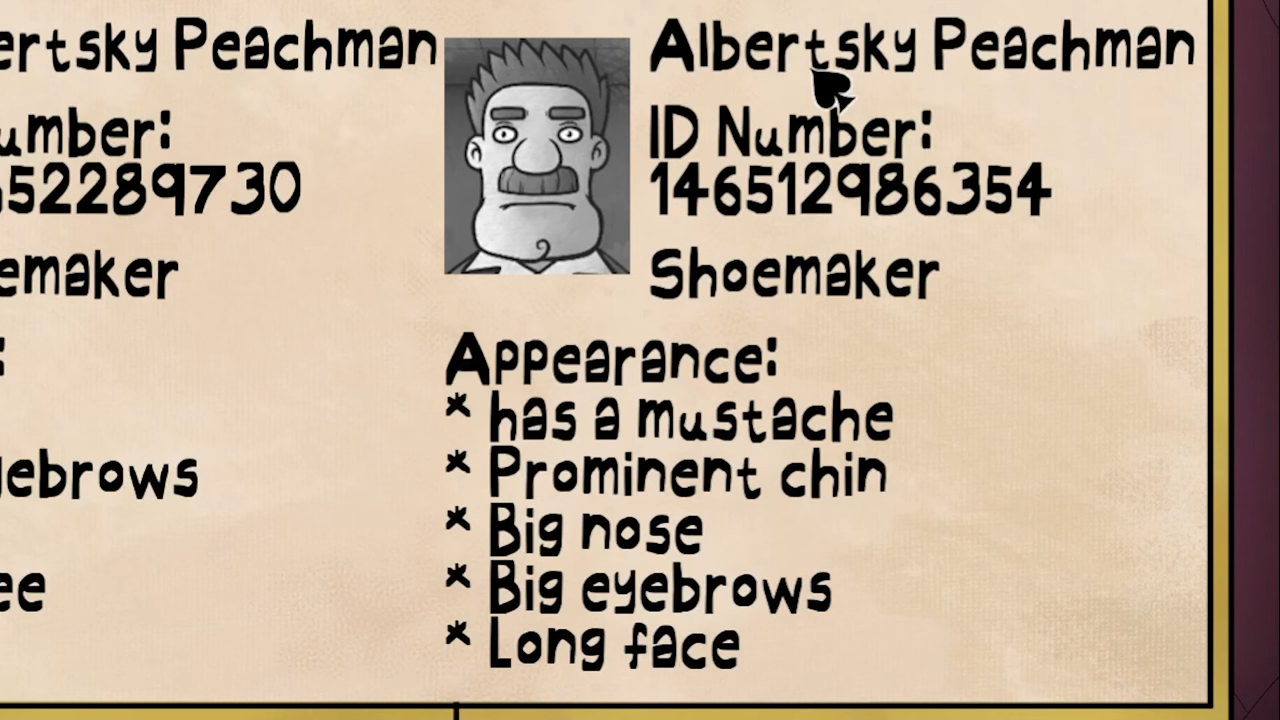 ertsky Peachman
Albertsky Peachman
umber:
ID Number:
52289730
146512986354
emaker
Shoemaker
:
Appearance:
* has a mustache
* Prominent chin
ebrows
* Big nose
ee
* Big eyebrows
* Long face